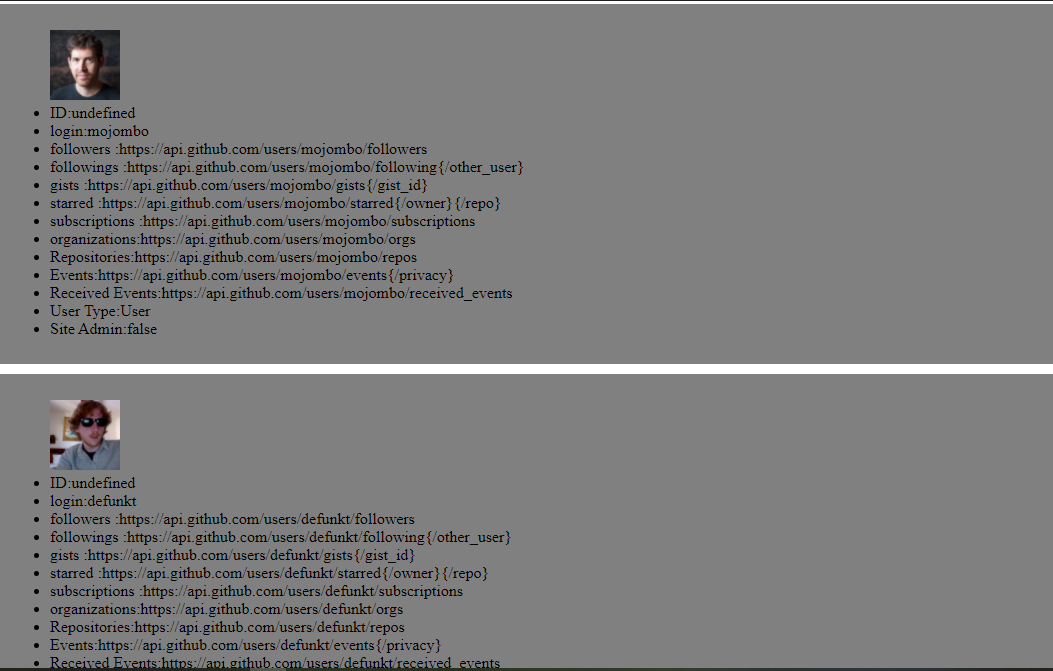 ID:undefined
login:mojombo
followers :https://api.github.com/users/mojombo/followers
followings :https://api.github.com/users/mojombo/following{/other_user}
gists :https://api.github.com/users/mojombo/gists{/gist_id}
starred :https://api.github.com/users/mojombo/starred{/owner}{/repo}
subscriptions :https://api.github.com/users/mojombo/subscriptions
organizations:https://api.github.com/users/mojombo/orgs
Repositories:https://api.github.com/users/mojombo/repos
Events:https://api.github.com/users/mojombo/events{/privacy}
Received Events:https://api.github.com/users/mojombo/received_events
User Type:User
Site Admin:false
ID:undefined
login:defunkt
followers :https://api.github.com/users/defunkt/followers
followings :https://api.github.com/users/defunkt/following{/other_user}
gists :https://api.github.com/users/defunkt/gists{/gist_id}
starred :https://api.github.com/users/defunkt/starred{/owner}{/repo}
subscriptions :https://api.github.com/users/defunkt/subscriptions
organizations:https://api.github.com/users/defunkt/orgs
Repositories:https://api.github.com/users/defunkt/repos
Events:https://api.github.com/users/defunkt/events{/privacy}
Received Events:https://api.github.com/users/defunkt/received_events